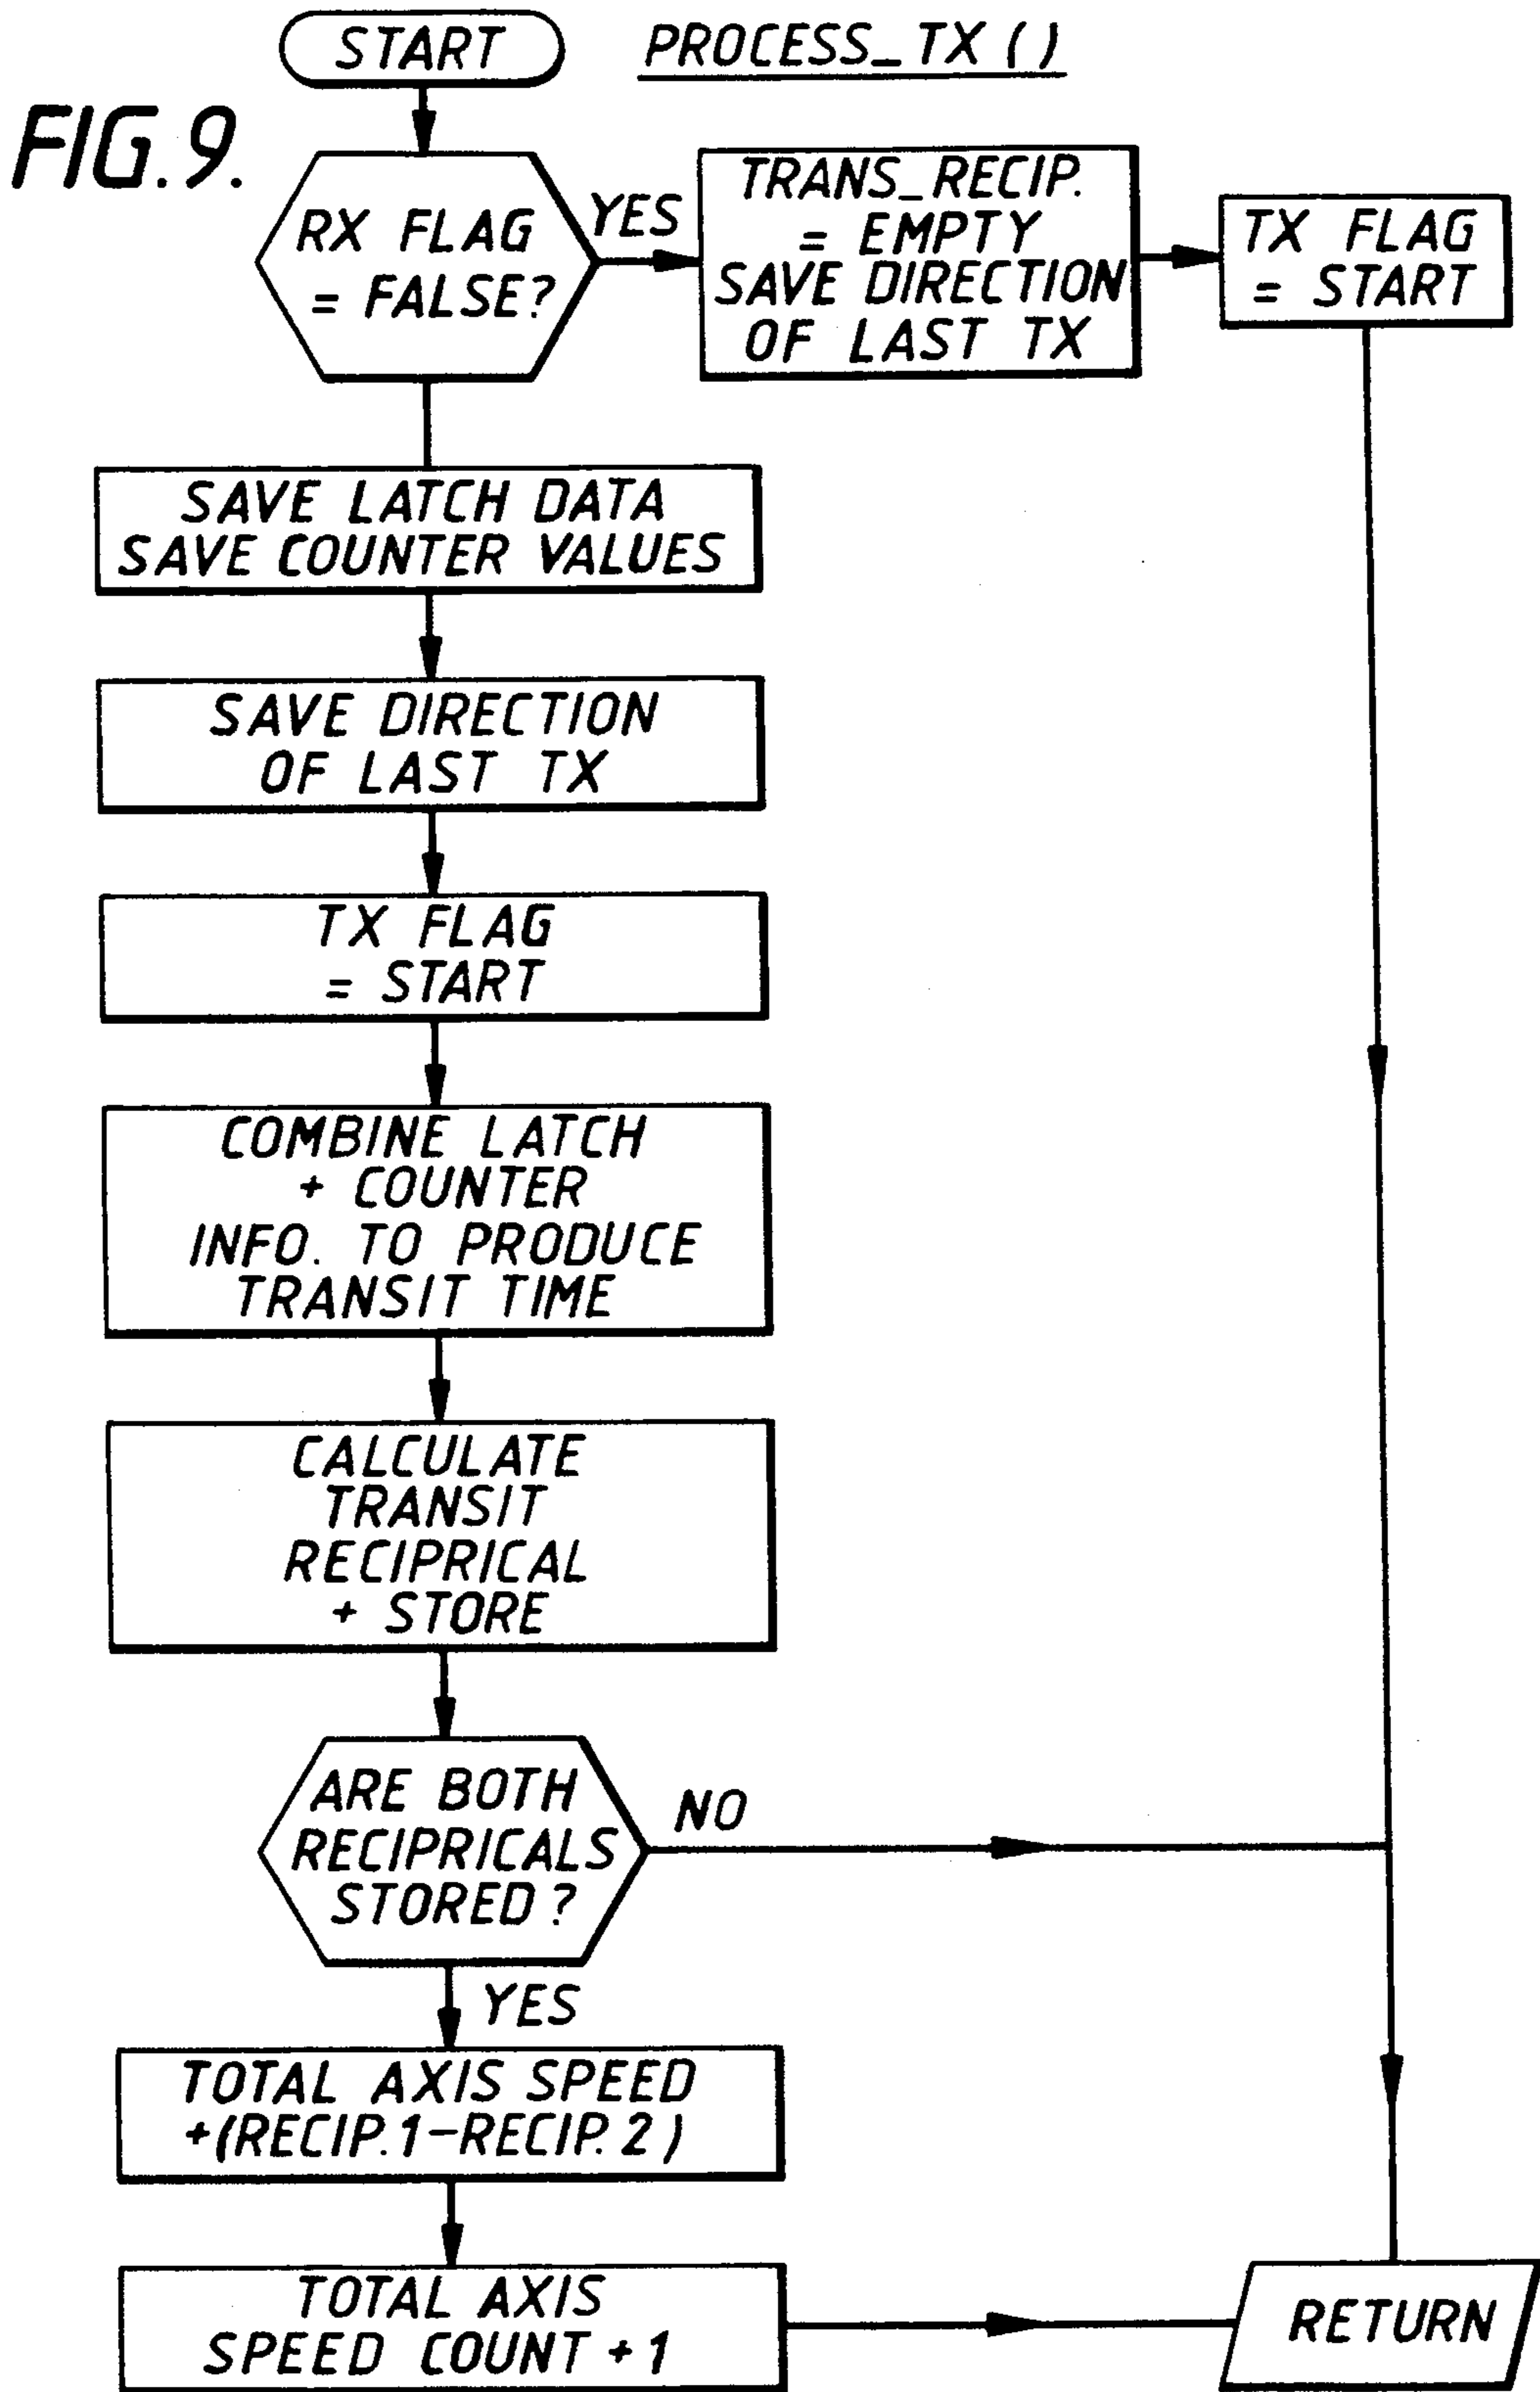 START
PROCESS_TX ()
FIG.9.
RX FLAG
= FALSE?
YES
TRANS_RECIP.
= EMPTY
SAVE DIRECTION
OF LAST TX
TX FLAG
= START
SAVE LATCH DATA
SAVE COUNTER VALUES
SAVE DIRECTION
OF LAST TX
TX FLAG
= START
COMBINE LATCH
+ COUNTER
INFO. TO PRODUCE
TRANSIT TIME
CALCULATE
TRANSIT
RECIPRICAL
+ STORE
ARE BOTH
RECIPRICALS
STORED ?
NO
YES
TOTAL AXIS SPEED
+(RECIP.1-RECIP.2)
TOTAL AXIS
SPEED COUNT +1
RETURN